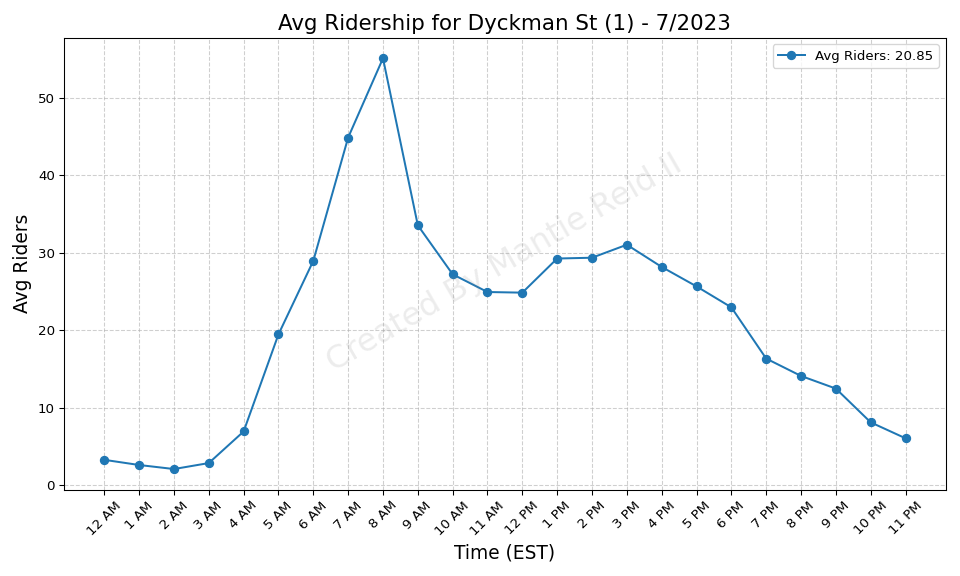 Avg Ridership for Dyckman St (1) - 7/2023
Avg Riders: 20.85
Avg Riders
50
40
30
20
10
0
Created By Mantie Reid II
12 AM
1 AM
2 AM
3 AM
4 AM
5 AM
6 AM
7 AM
8 AM
9 AM
10 AM
11 AM
12 PM
1 PM
2 PM
3 PM
4 PM
5 PM
6 PM
7 PM
8 PM
9 PM
10 PM
11 PM
Time (EST)